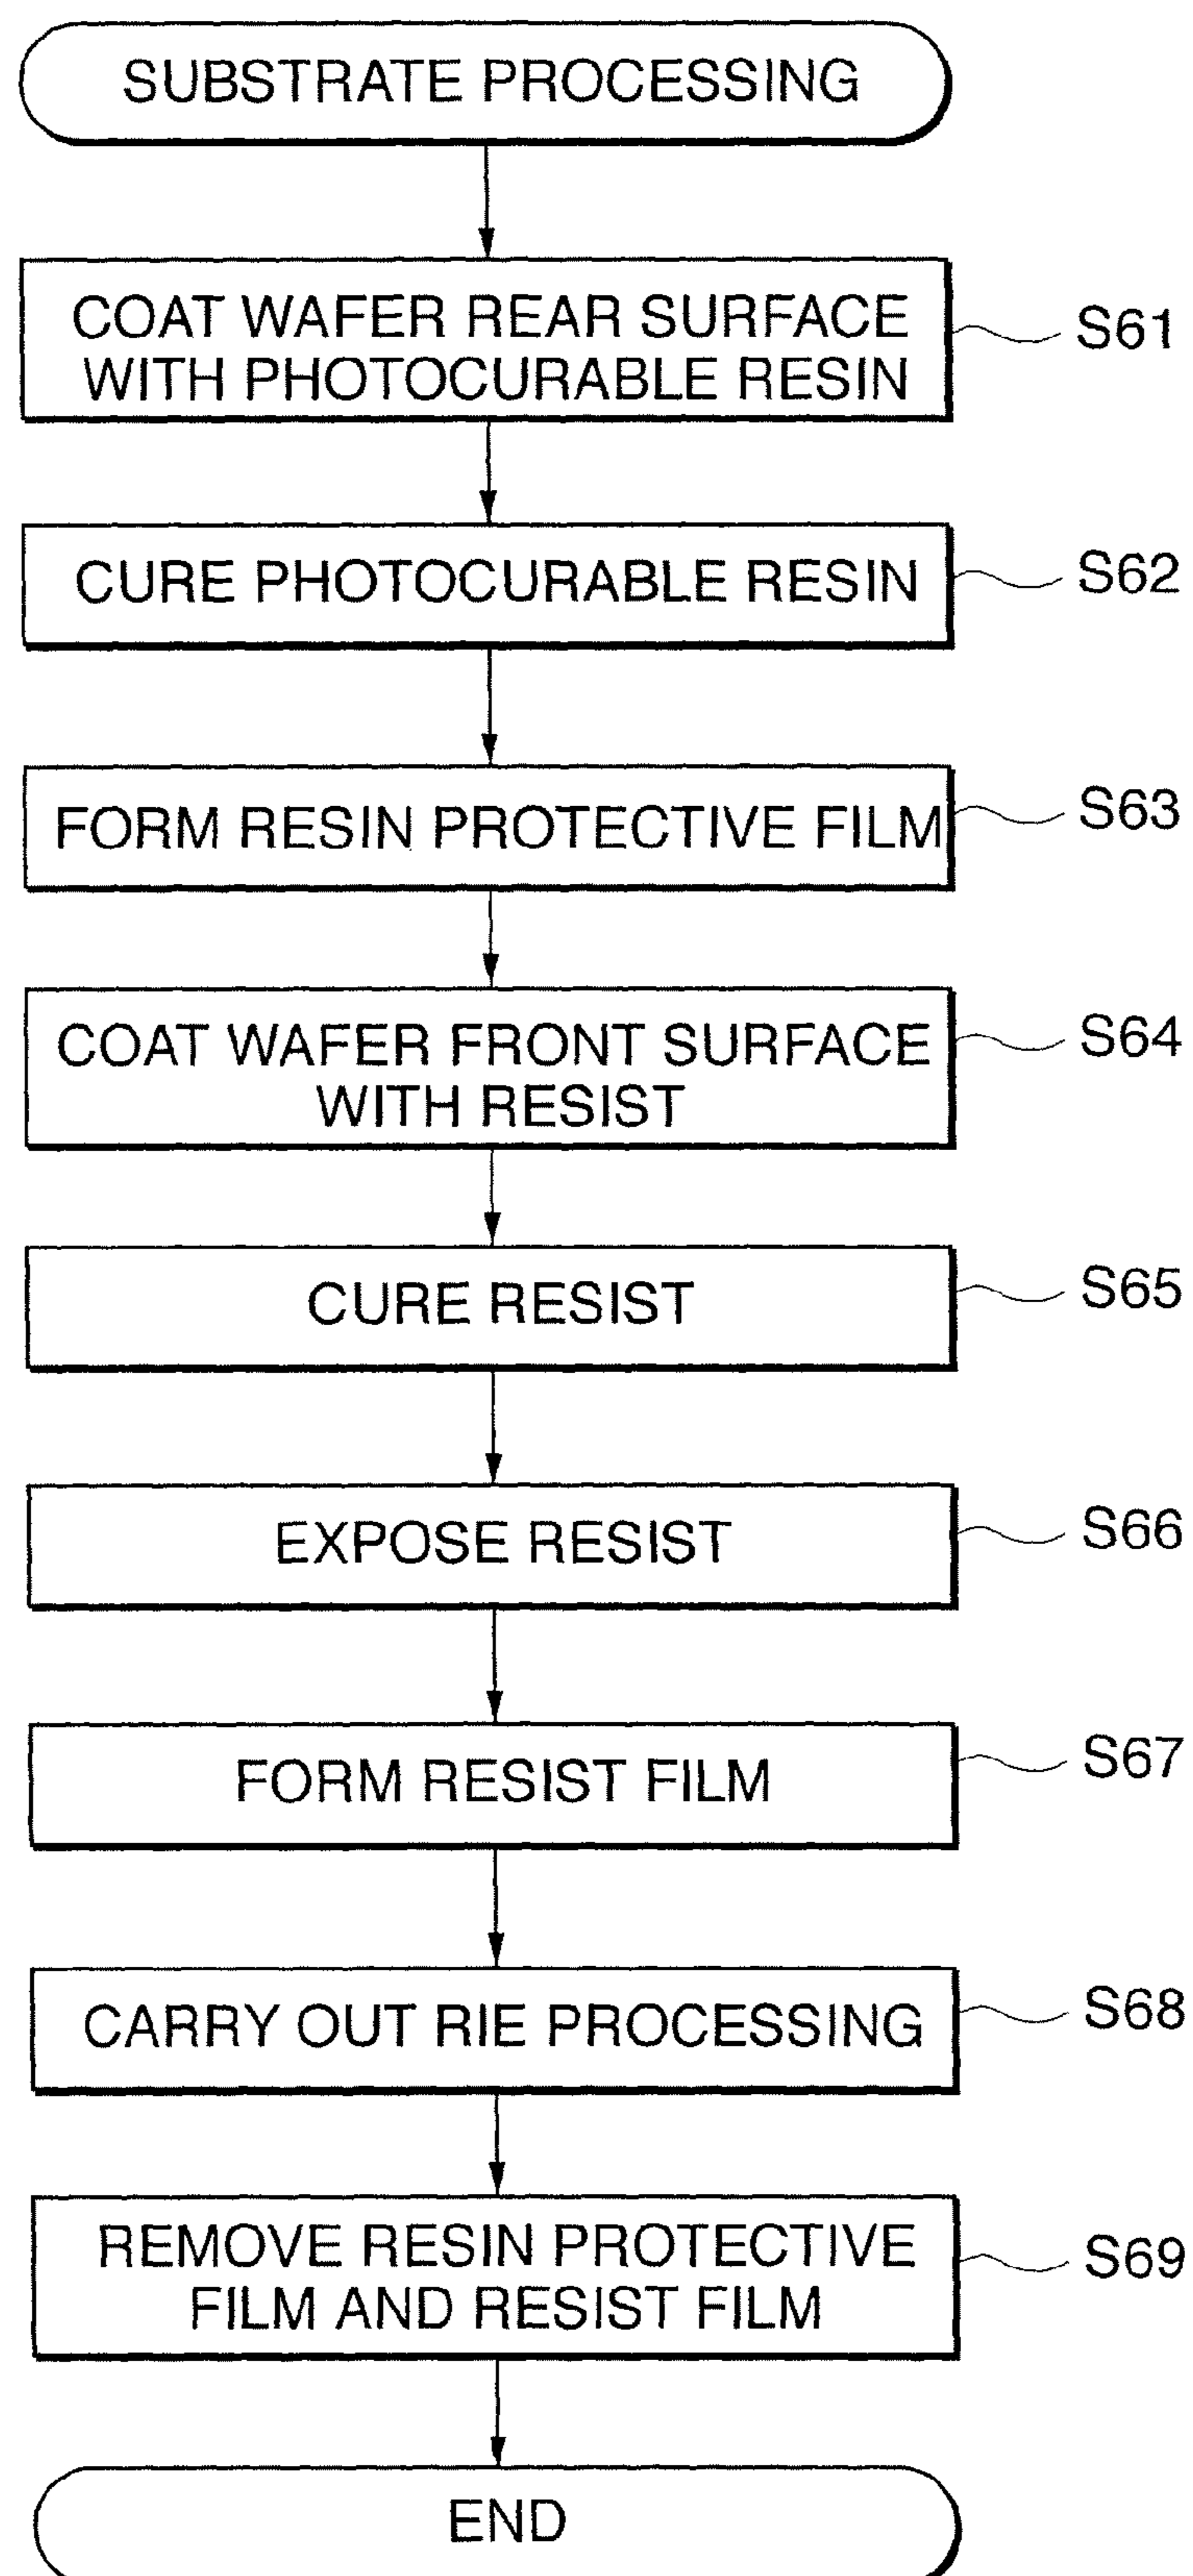 SUBSTRATE PROCESSING
COAT WAFER REAR SURFACE
WITH PHOTOCURABLE RESIN
S61
CURE PHOTOCURABLE RESIN
S62
FORM RESIN PROTECTIVE FILM
S63
COAT WAFER FRONT SURFACE
WITH RESIST
S64
CURE RESIST
S65
EXPOSE RESIST
S66
FORM RESIST FILM
S67
CARRY OUT RIE PROCESSING
S68
REMOVE RESIN PROTECTIVE
FILM AND RESIST FILM
S69
END